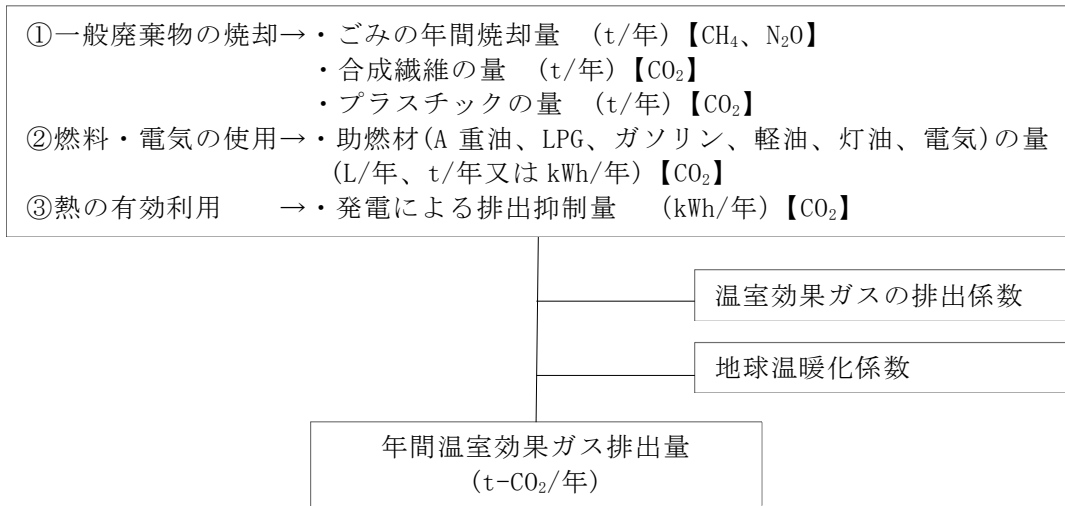 ①一般廃棄物の焼却→・ごみの年間焼却量 (t/年)【CH₄、N₂O】
・合成繊維の量 (t/年)【CO₂】
・プラスチックの量 (t/年)【CO₂】
②燃料・電気の使用→・助燃材(A 重油、LPG、ガソリン、軽油、灯油、電気)の量
(L/年、t/年又は kWh/年)【CO₂】
③熱の有効利用 →・発電による排出抑制量 (kWh/年)【CO₂】
温室効果ガスの排出係数
地球温暖化係数
年間温室効果ガス排出量
(t-CO₂/年)